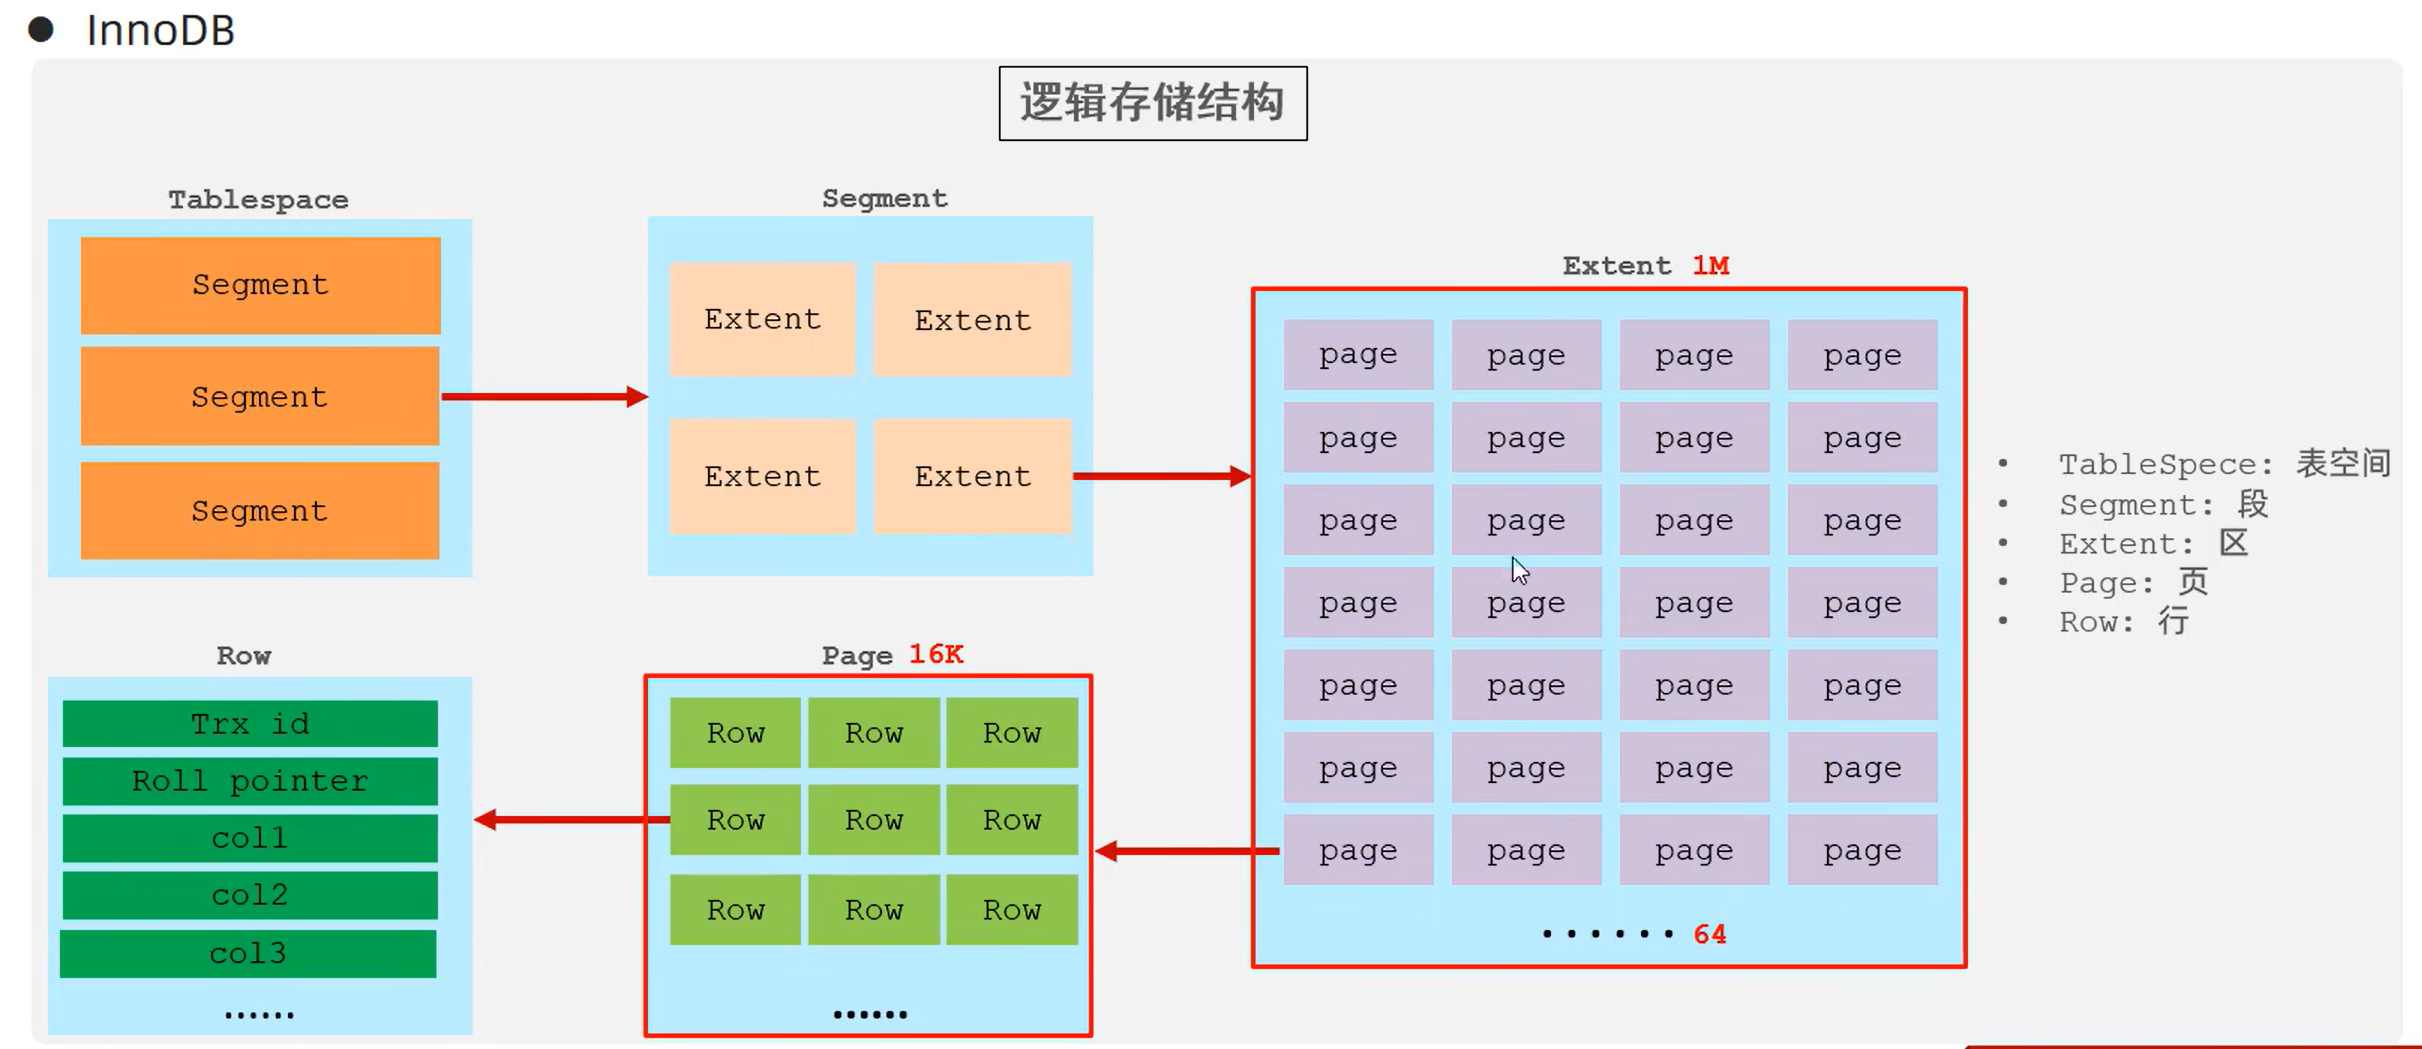 ● InnoDB
逻辑存储结构
Tablespace
Segment
Segment
Segment
Segment
Extent Extent
Extent Extent
Extent 1M
page page page page
page page page page
page page page page
page page page page
page page page page
page page page page
page page page page
······ 64
Page 16K
Row Row Row
Row Row Row
Row Row Row
······
Row
Trx id
Roll pointer
col1
col2
col3
······
• TableSpece: 表空间
• Segment: 段
• Extent: 区
• Page: 页
• Row: 行